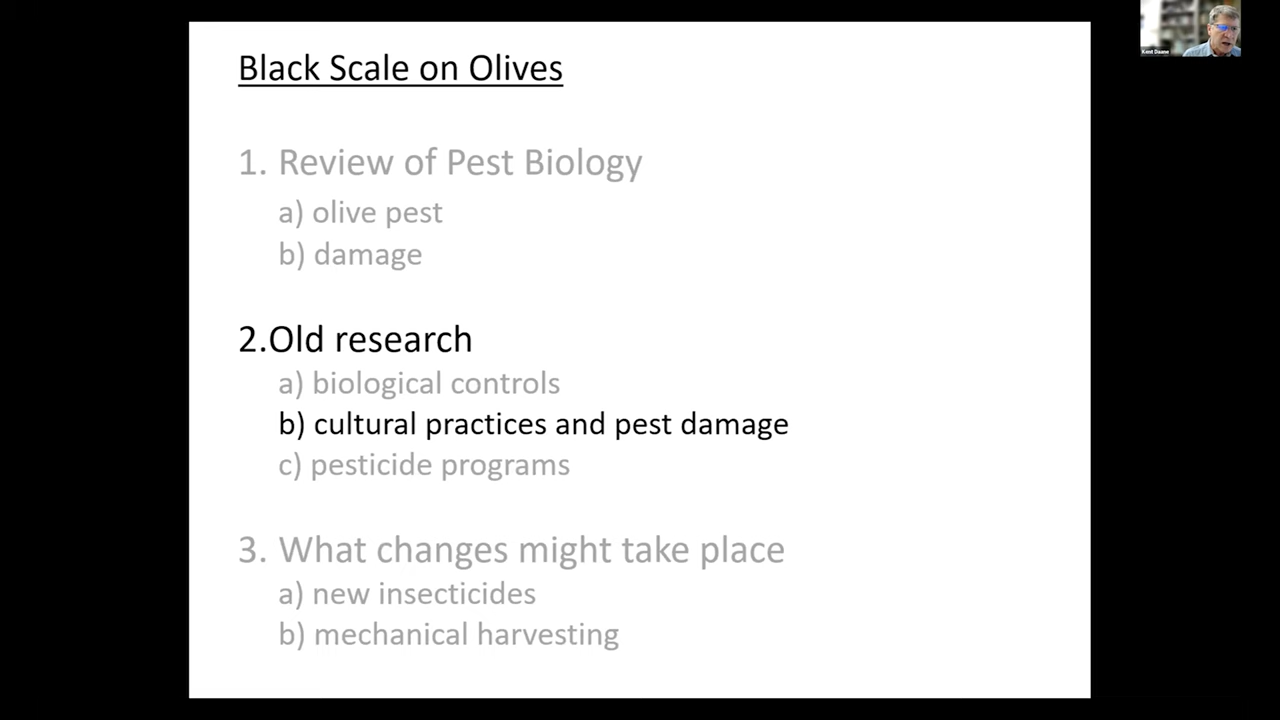 Black Scale on Olives
1. Review of Pest Biology
a) olive pest
b) damage
2.Old research
a) biological controls
b) cultural practices and pest damage
c) pesticide programs
3. What changes might take place
a) new insecticides
b) mechanical harvesting
Kent Daane